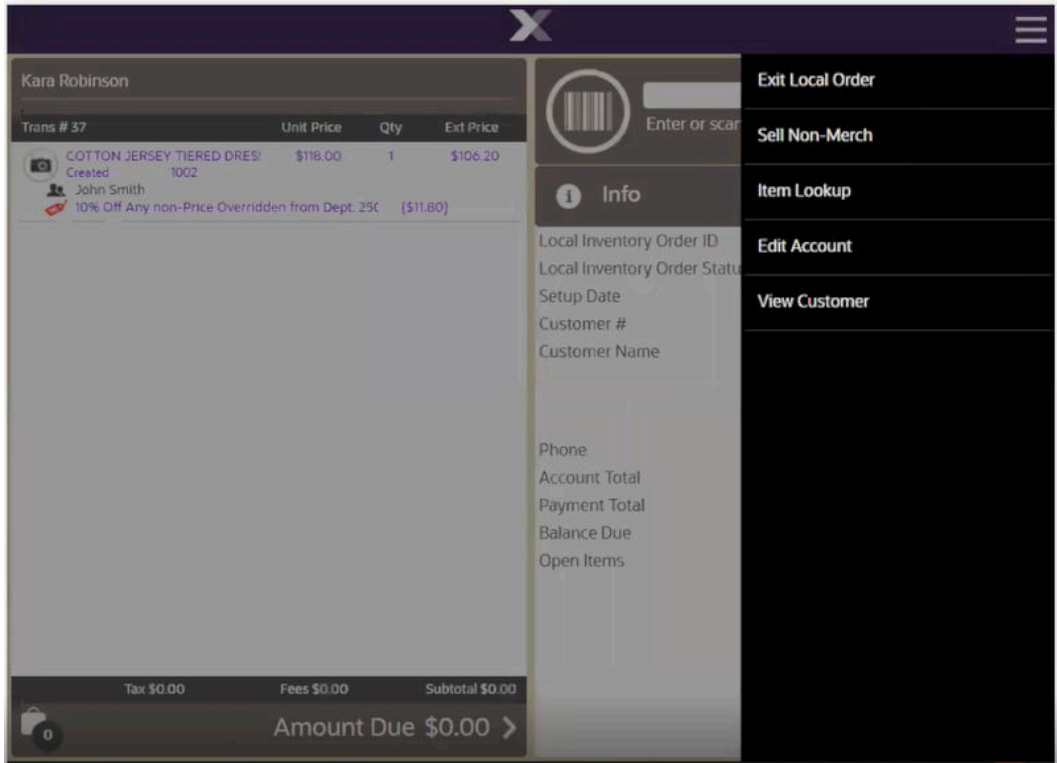 X
Kara Robinson
Trans # 37 Unit Price Qty Ext Price
COTTON JERSEY TIERED DRES $118.00 1 $106.20
Created 1002
John Smith
10% Off Any non-Price Overridden from Dept. 250 ($11.80)
Tax $0.00 Fees $0.00 Subtotal $0.00
0 Amount Due $0.00
Enter or scan
Info
Local Inventory Order ID
Local Inventory Order Statu
Setup Date
Customer #
Customer Name
Phone
Account Total
Payment Total
Balance Due
Open Items
Exit Local Order
Sell Non-Merch
Item Lookup
Edit Account
View Customer